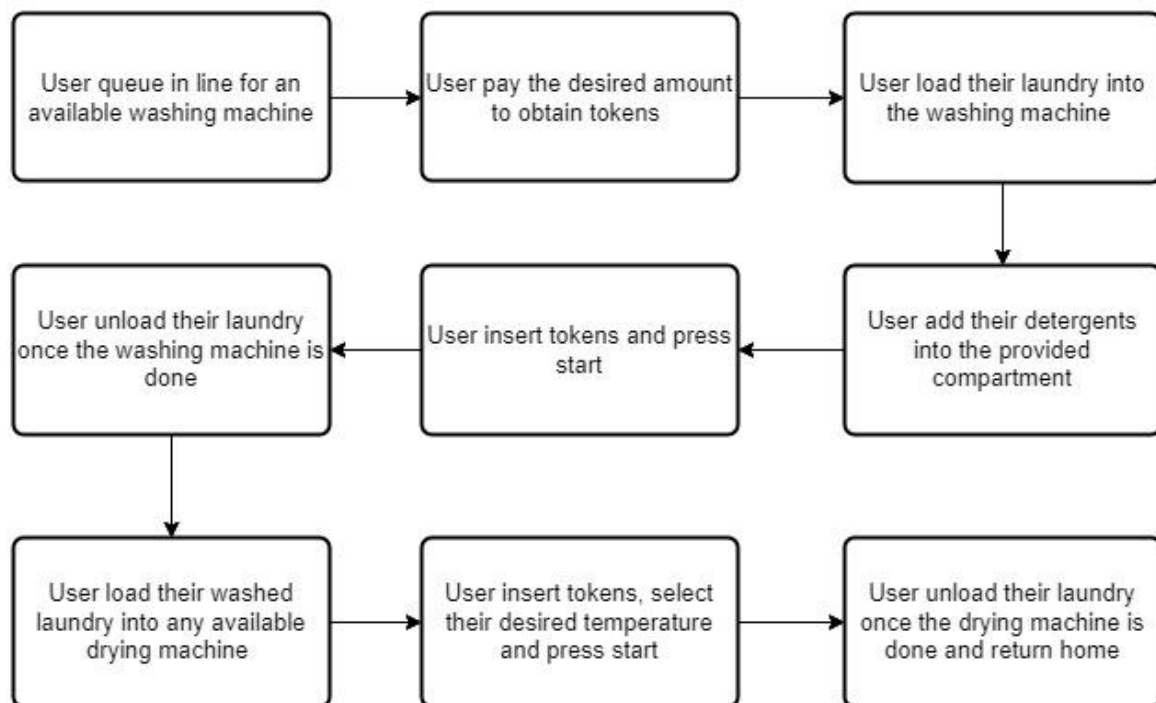 User queue in line for an
available washing machine
User pay the desired amount
to obtain tokens
User load their laundry into
the washing machine
User add their detergents
into the provided
compartment
User insert tokens and press
start
User unload their laundry
once the washing machine is
done
User load their washed
laundry into any available
drying machine
User insert tokens, select
their desired temperature
and press start
User unload their laundry
once the drying machine is
done and return home